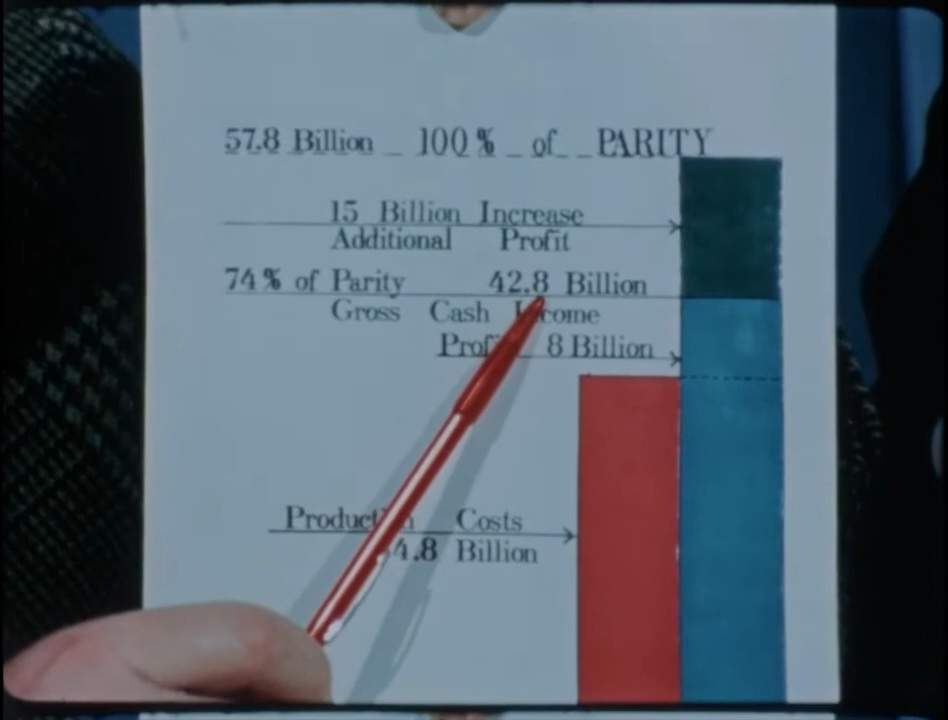 57.8 Billion 100% of PARITY
15 Billion Increase
Additional Profit
74% of Parity 42.8 Billion
Gross Cash
8 Billion
Costs
Billion